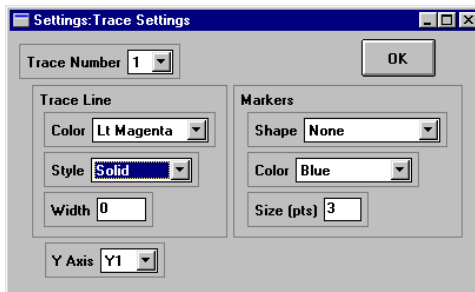 Settings:Trace Settings
Trace Number 1
OK
Trace Line
Color Lt Magenta
Style Solid
Width 0
Markers
Shape None
Color Blue
Size (pts) 3
Y Axis Y1